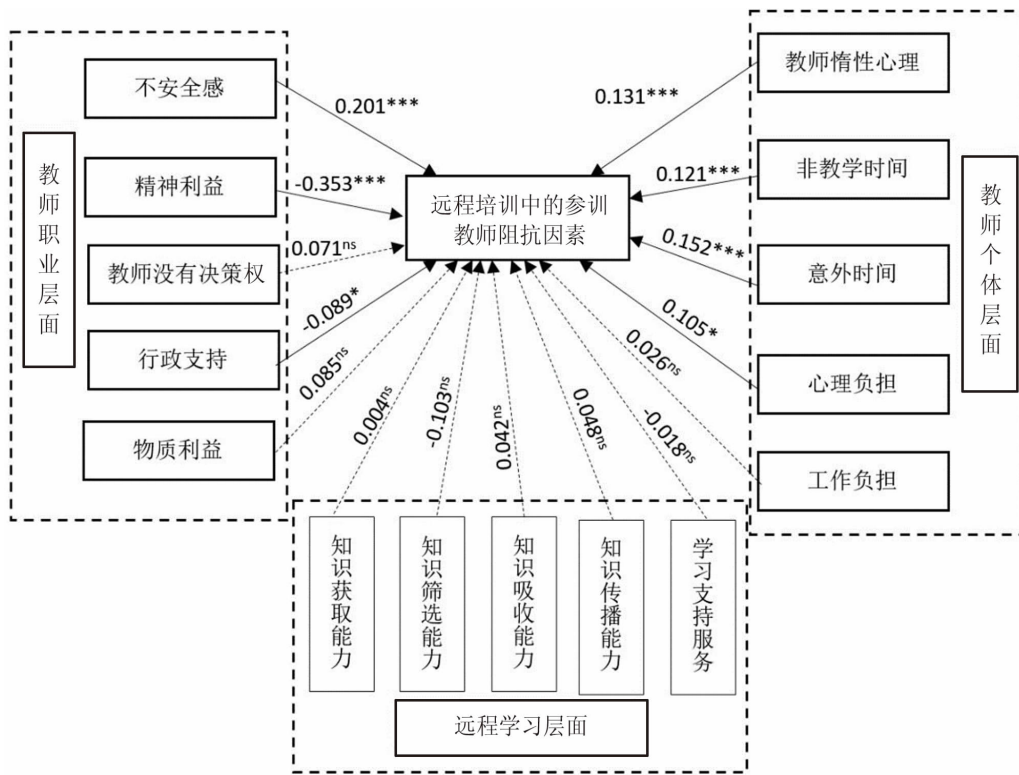 教师职业层面
不安全感
精神利益
教师没有决策权
行政支持
物质利益
0.201***
-0.353***
0.071ns
-0.089*
0.085ns
远程培训中的参训
教师阻抗因素
0.131***
0.121***
0.152***
0.105*
0.026ns
教师惰性心理
非教学时间
意外时间
心理负担
工作负担
教师个体层面
0.004ns
-0.103ns
0.042ns
0.048ns
-0.018ns
知识获取能力
知识筛选能力
知识吸收能力
知识传播能力
学习支持服务
远程学习层面